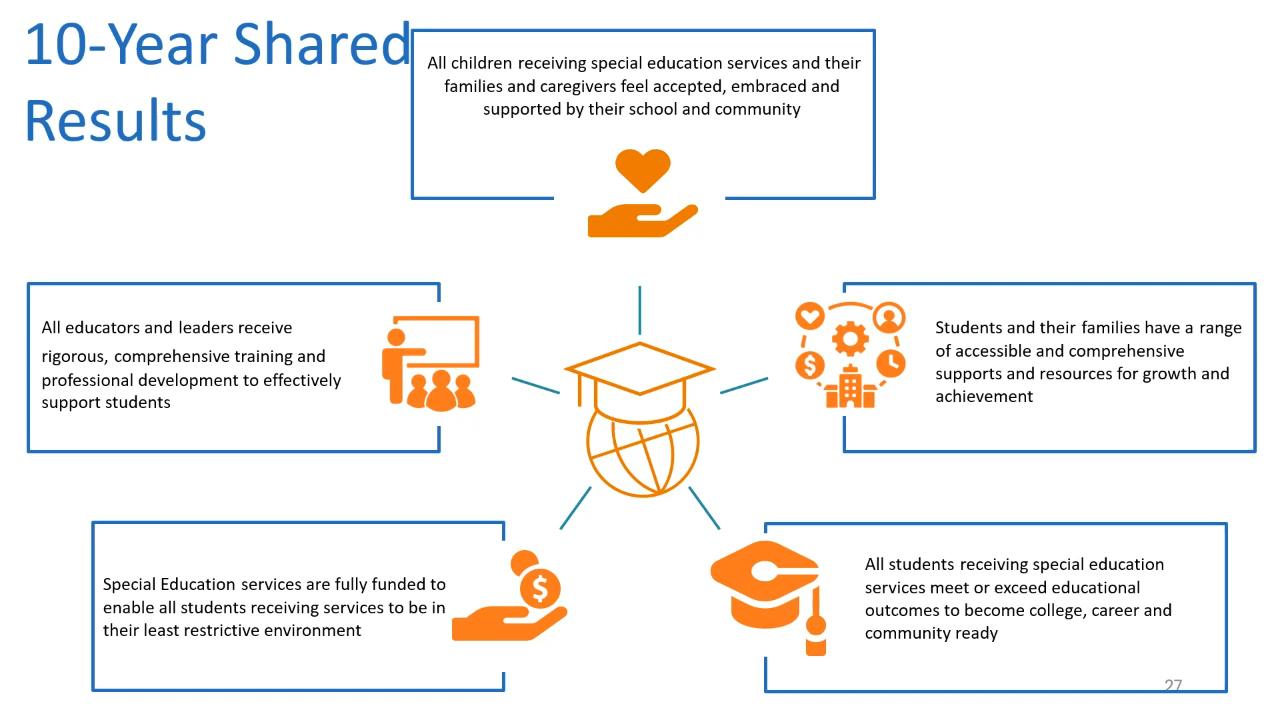 10-Year Shared
Results
All children receiving special education services and their
families and caregivers feel accepted, embraced and
supported by their school and community
All educators and leaders receive
rigorous, comprehensive training and
professional development to effectively
support students
Students and their families have a range
of accessible and comprehensive
supports and resources for growth and
achievement
$
Special Education services are fully funded to
enable all students receiving services to be in
their least restrictive environment
$
All students receiving special education
services meet or exceed educational
outcomes to become college, career and
community ready
27